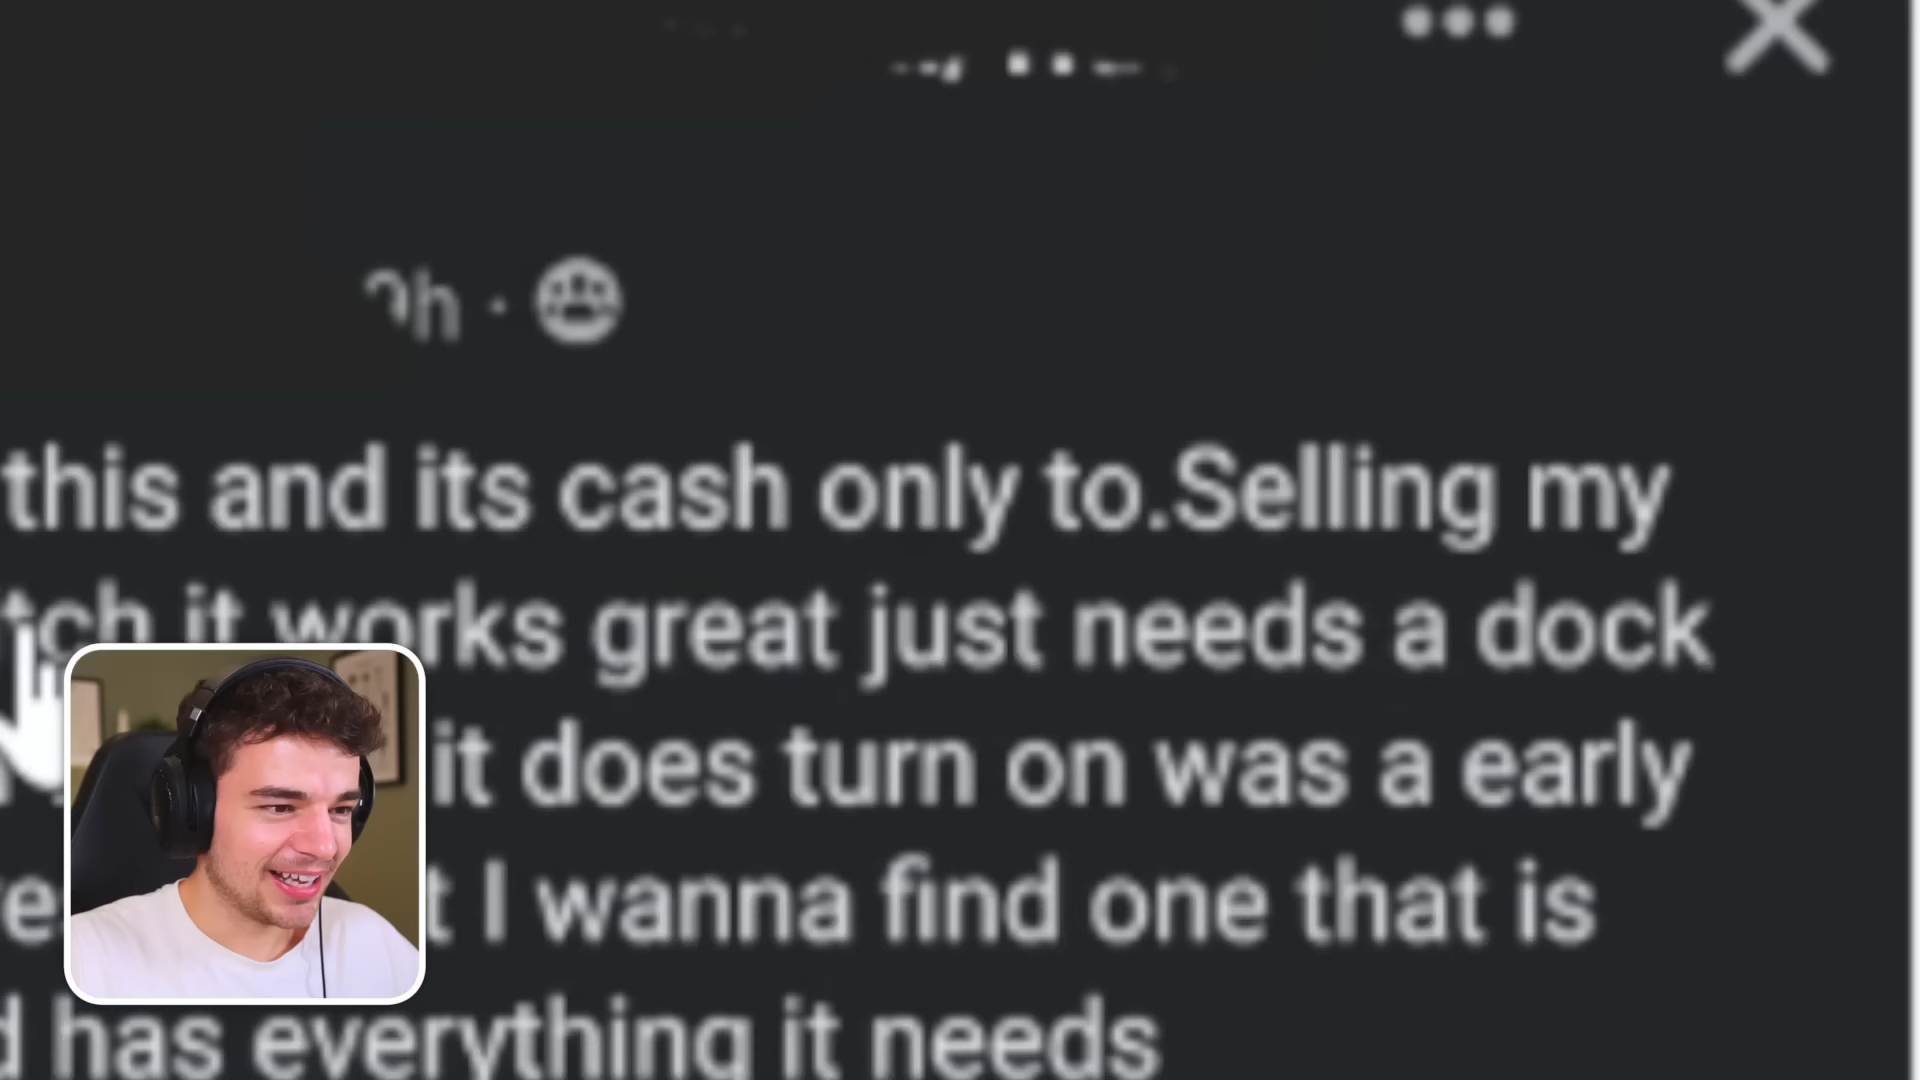 h ·
this and its cash only to.Selling my
it works great just needs a dock
it does turn on was a early
I wanna find one that is
has everything it needs